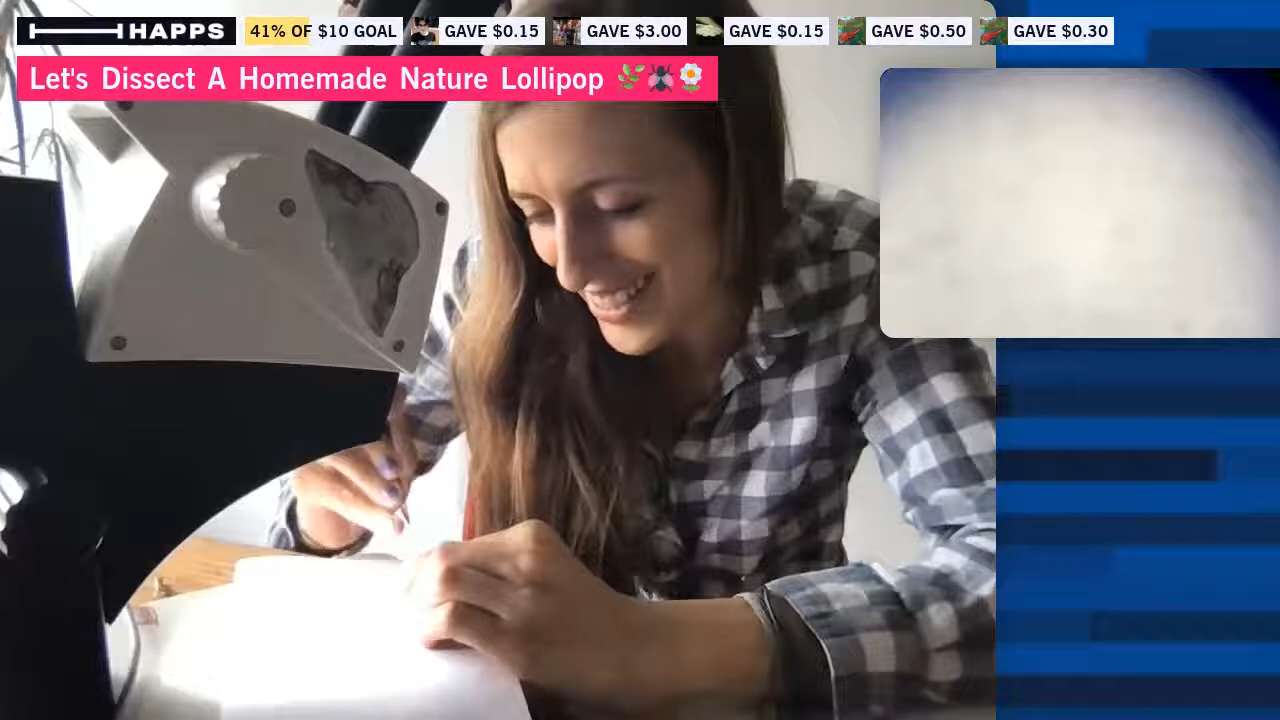 HAPPS 41% OF $10 GOAL GAVE $0.15 GAVE $3.00 GAVE $0.15 GAVE $0.50 GAVE $0.30
Let's Dissect A Homemade Nature Lollipop 🌿🪰🌼